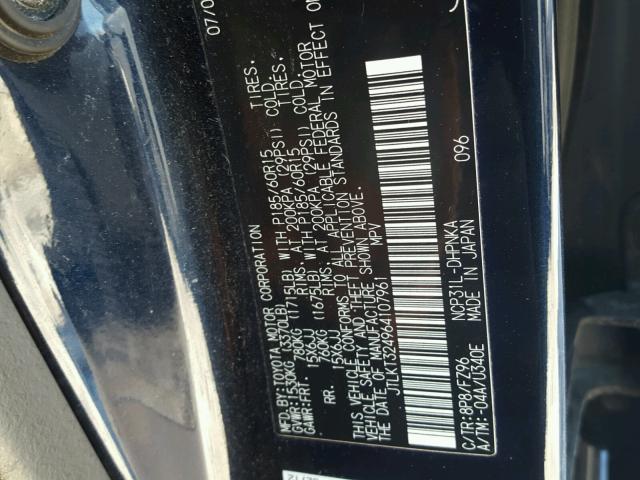 MFD.BY:TOYOTA MOTOR CORPORATION 07/0
GVWR:1530KG (3370LB)
GAWR:FRT. 780KG (1715LB) WITH P185/60R15 TIRES.
15X6JJ RIMS. AT 200KPA (29PSI) COLD
RR. 760KG (1675LB) WITH P185/60R15 TIRES.
15X6JJ RIMS. AT 200KPA (29PSI) COLD.
THIS VEHICLE CONFORMS TO ALL APPLICABLE FEDERAL MOTOR
VEHICLE SAFETY AND THEFT PREVENTION STANDARDS IN EFFECT
THE DATE OF MANUFACTURE SHOWN ABOVE.
JTLKT324964107961 MPV
096
C/TR:8P8/FZ96 NCP31L-DHPNKA
A/TM:-04A/U340E MADE IN JAPAN